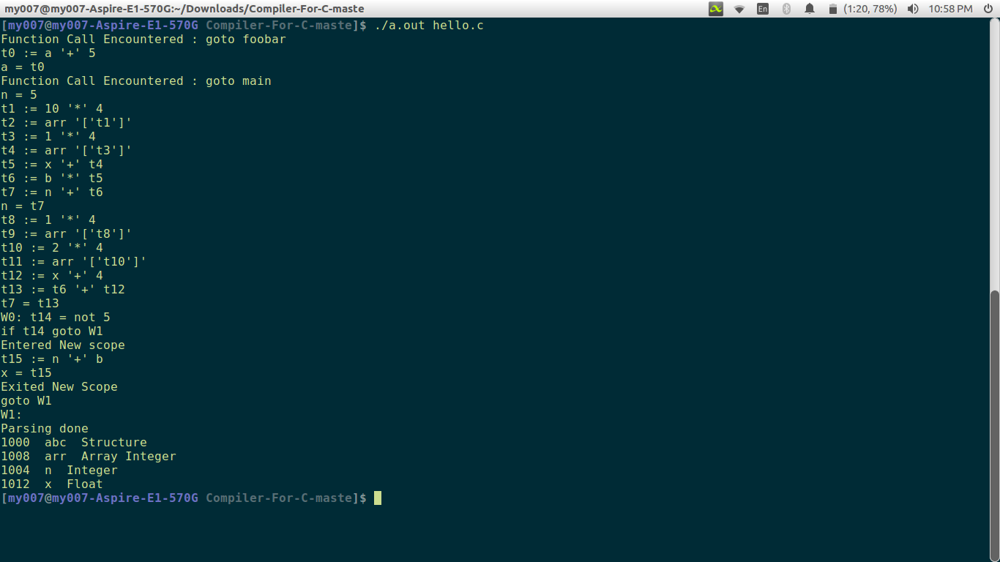 my007@my007-Aspire-E1-570G:~/Downloads/Compiler-For-C-maste En (1:20, 78%) 10:58 PM
[my007@my007-Aspire-E1-570G Compiler-For-C-maste]$ ./a.out hello.c
Function Call Encountered : goto foobar
t0 := a '+' 5
a = t0
Function Call Encountered : goto main
n = 5
t1 := 10 '*' 4
t2 := arr '['t1']'
t3 := 1 '*' 4
t4 := arr '['t3']'
t5 := x '+' t4
t6 := b '*' t5
t7 := n '+' t6
n = t7
t8 := 1 '*' 4
t9 := arr '['t8']'
t10 := 2 '*' 4
t11 := arr '['t10']'
t12 := x '+' 4
t13 := t6 '+' t12
t7 = t13
W0: t14 = not 5
if t14 goto W1
Entered New scope
t15 := n '+' b
x = t15
Exited New Scope
goto W1
W1:
Parsing done
1000  abc  Structure
1008  arr  Array Integer
1004  n  Integer
1012  x  Float
[my007@my007-Aspire-E1-570G Compiler-For-C-maste]$